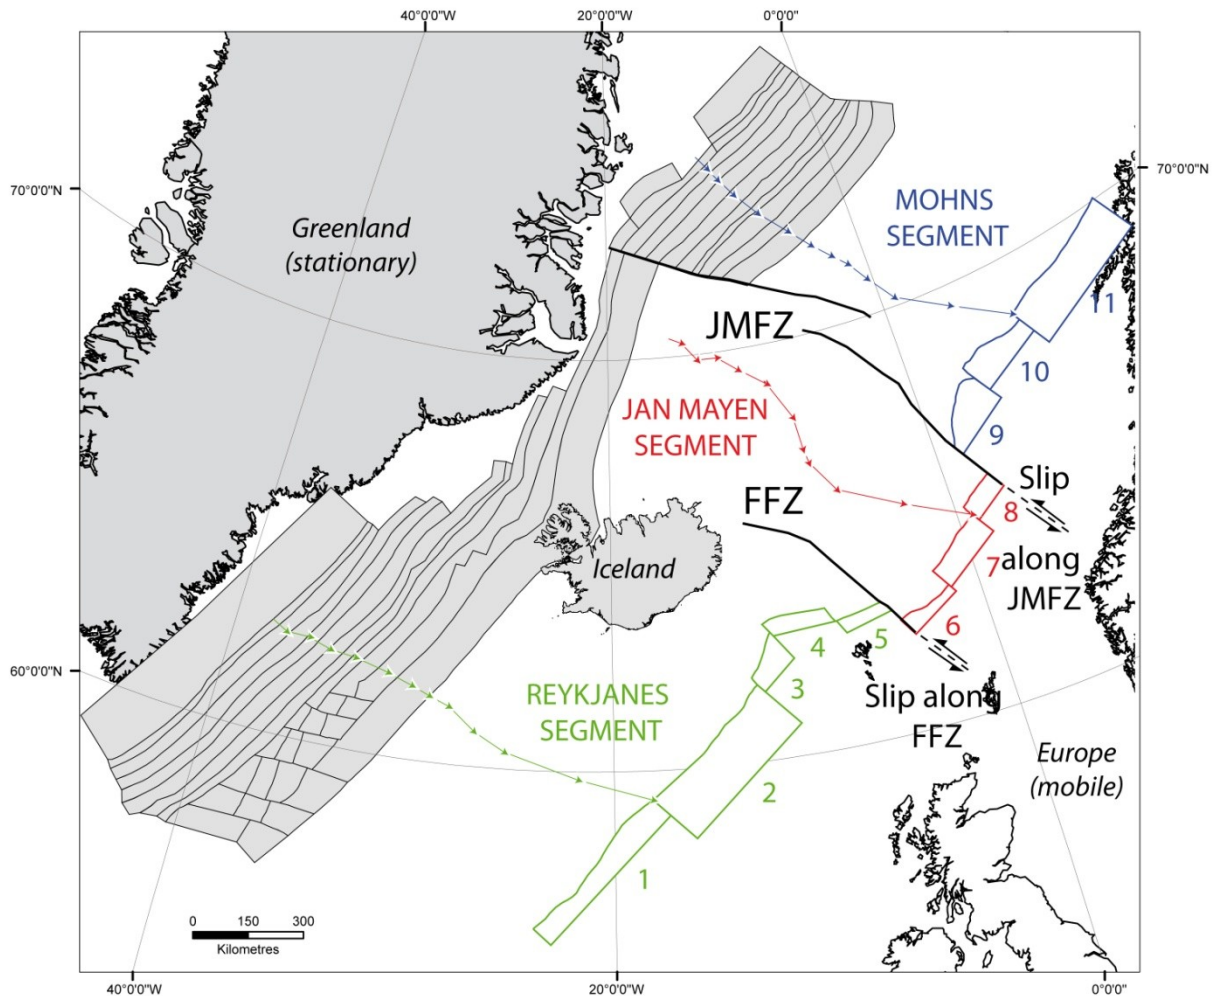 40°0'0"W
20°0'0"W
0°0'0"
70°0'0"N
70°0'0"N
MOHNS
SEGMENT
Greenland
(stationary)
11
JMFZ
10
JAN MAYEN
SEGMENT
9
Slip
8
FFZ
along
JMFZ
7
Iceland
6
5
4
Slip along
FFZ
3
60°0'0"N
REYKJANES
SEGMENT
Europe
(mobile)
2
1
0
150
300
Kilometres
40°0'0"W
20°0'0"W
0°0'0"